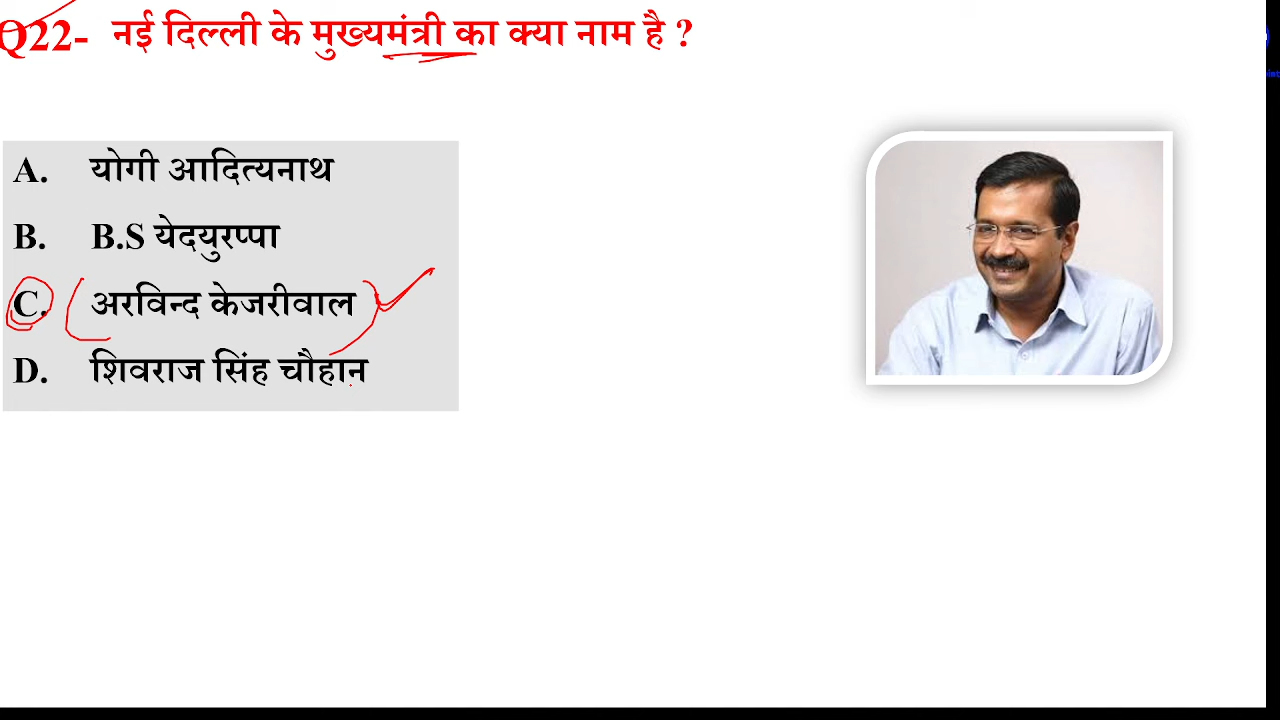 Q22- नई दिल्ली के मुख्यमंत्री का क्या नाम है ?
A. योगी आदित्यनाथ
B. B.S येदयुरप्पा
C. अरविन्द केजरीवाल
D. शिवराज सिंह चौहान